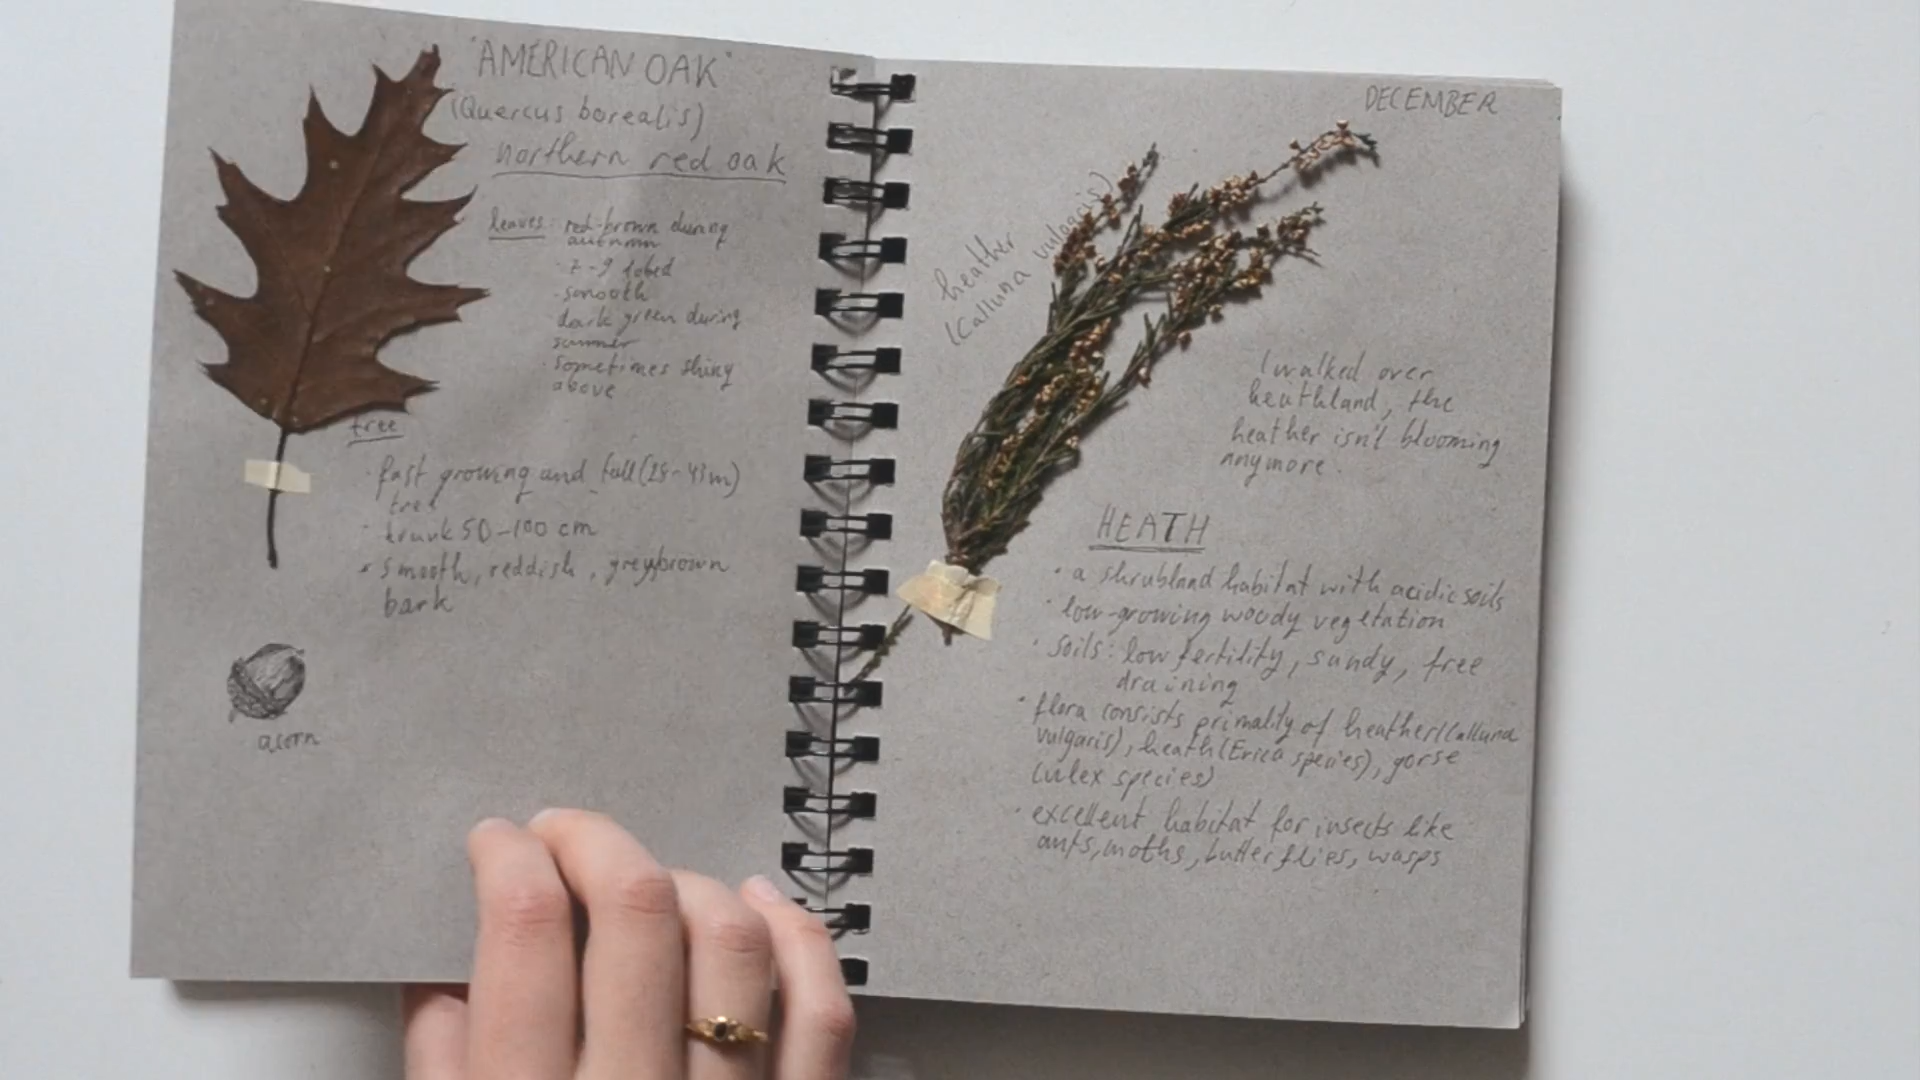 "AMERICAN OAK"
(Quercus borealis)
northern red oak
leaves: red-brown during
autumn
· 7-9 lobed
· smooth
dark green during
summer
· sometimes shiny
above
tree
· fast growing and tall (28-43m)
tree
· trunk 50-100 cm
· smooth, reddish, greybrown
bark
acorn
DECEMBER
heather
(Calluna vulgaris)
I walked over
heathland, the
heather isn't blooming
anymore.
HEATH
· a shrubland habitat with acidic soils
· low-growing woody vegetation
· soils: low fertility, sandy, free
draining
· flora consists primality of heather (Calluna
vulgaris), heath (Erica species), gorse
(ulex species)
· excellent habitat for insects like
ants, moths, butterflies, wasps